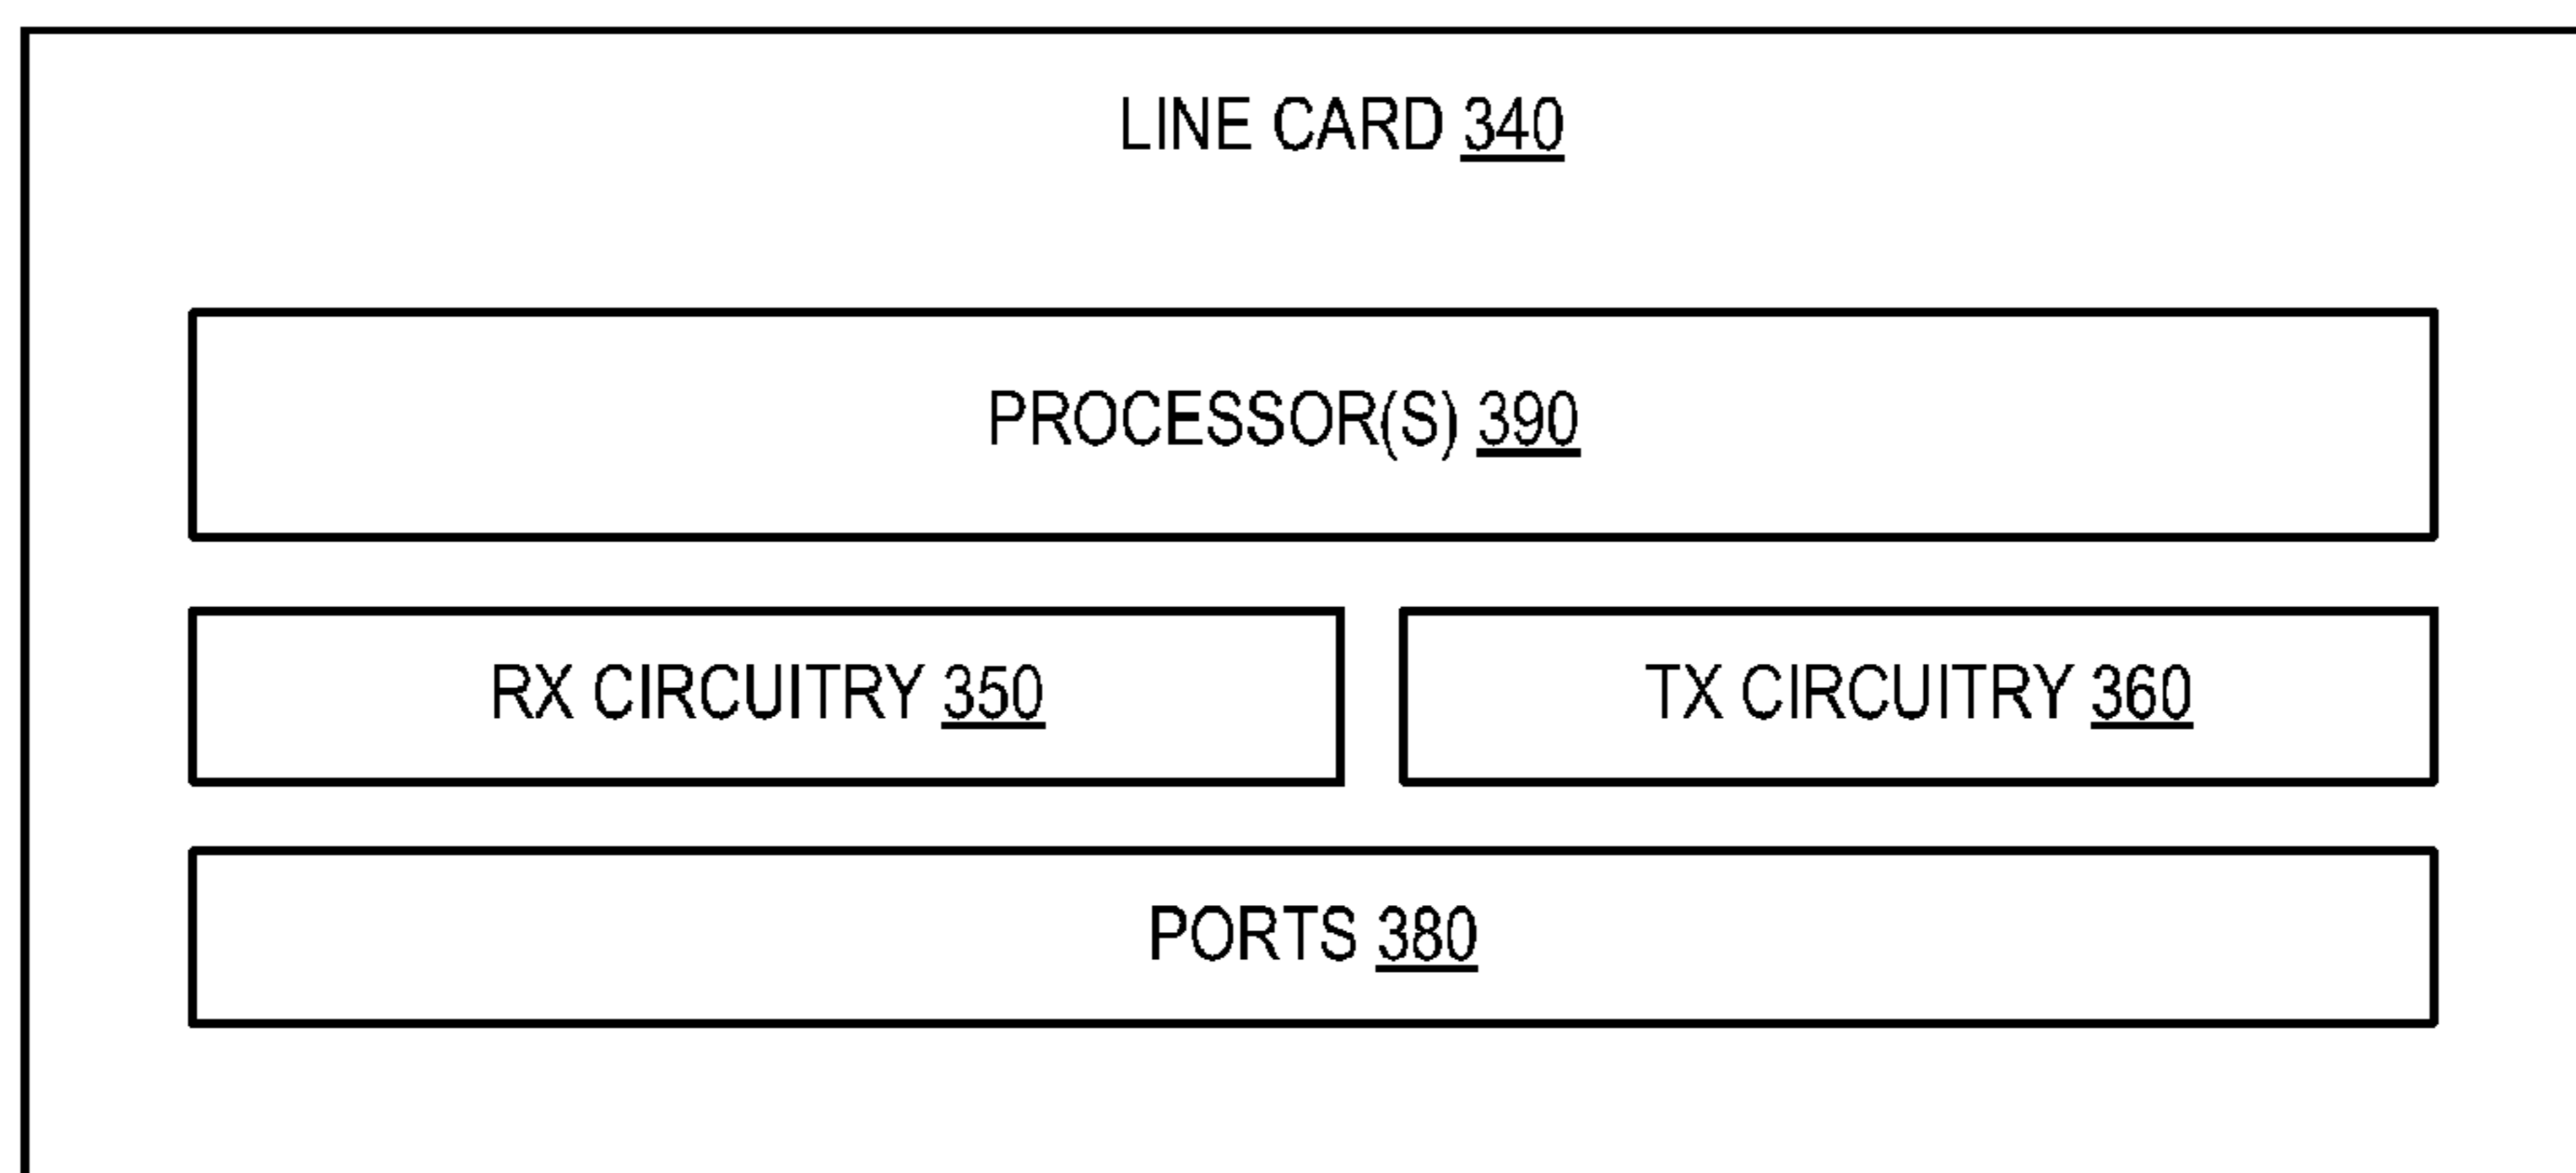 LINE CARD 340
PROCESSOR(S) 390
RX CIRCUITRY 350
TX CIRCUITRY 360
PORTS 380